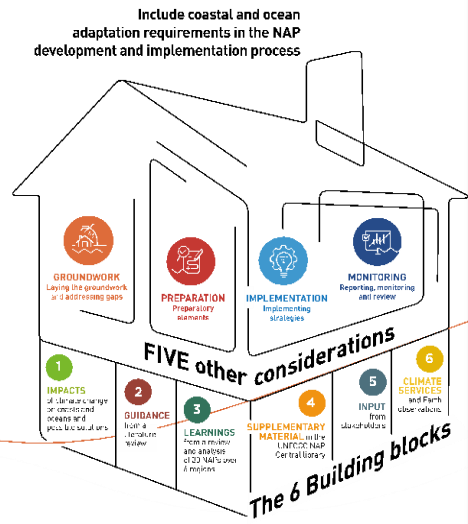 Include coastal and ocean
adaptation requirements in the NAP
development and implementation process
GROUNDWORK
Laying the groundwork
and addressing gaps
PREPARATION
Preparatory
elements
IMPLEMENTATION
Implementing
strategies
MONITORING
Reporting, monitoring
and review
FIVE other considerations
1
IMPACTS
of climate change
on coasts and
oceans and
possible solutions
2
GUIDANCE
from a
literature
review
3
LEARNINGS
from a review
and analysis
of 20 NAPs over
6 regions
4
SUPPLEMENTARY
MATERIAL in the
UNFCCC NAP
Central library
5
INPUT
from
stakeholders
6
CLIMATE
SERVICES
and Earth
observations
The 6 Building blocks